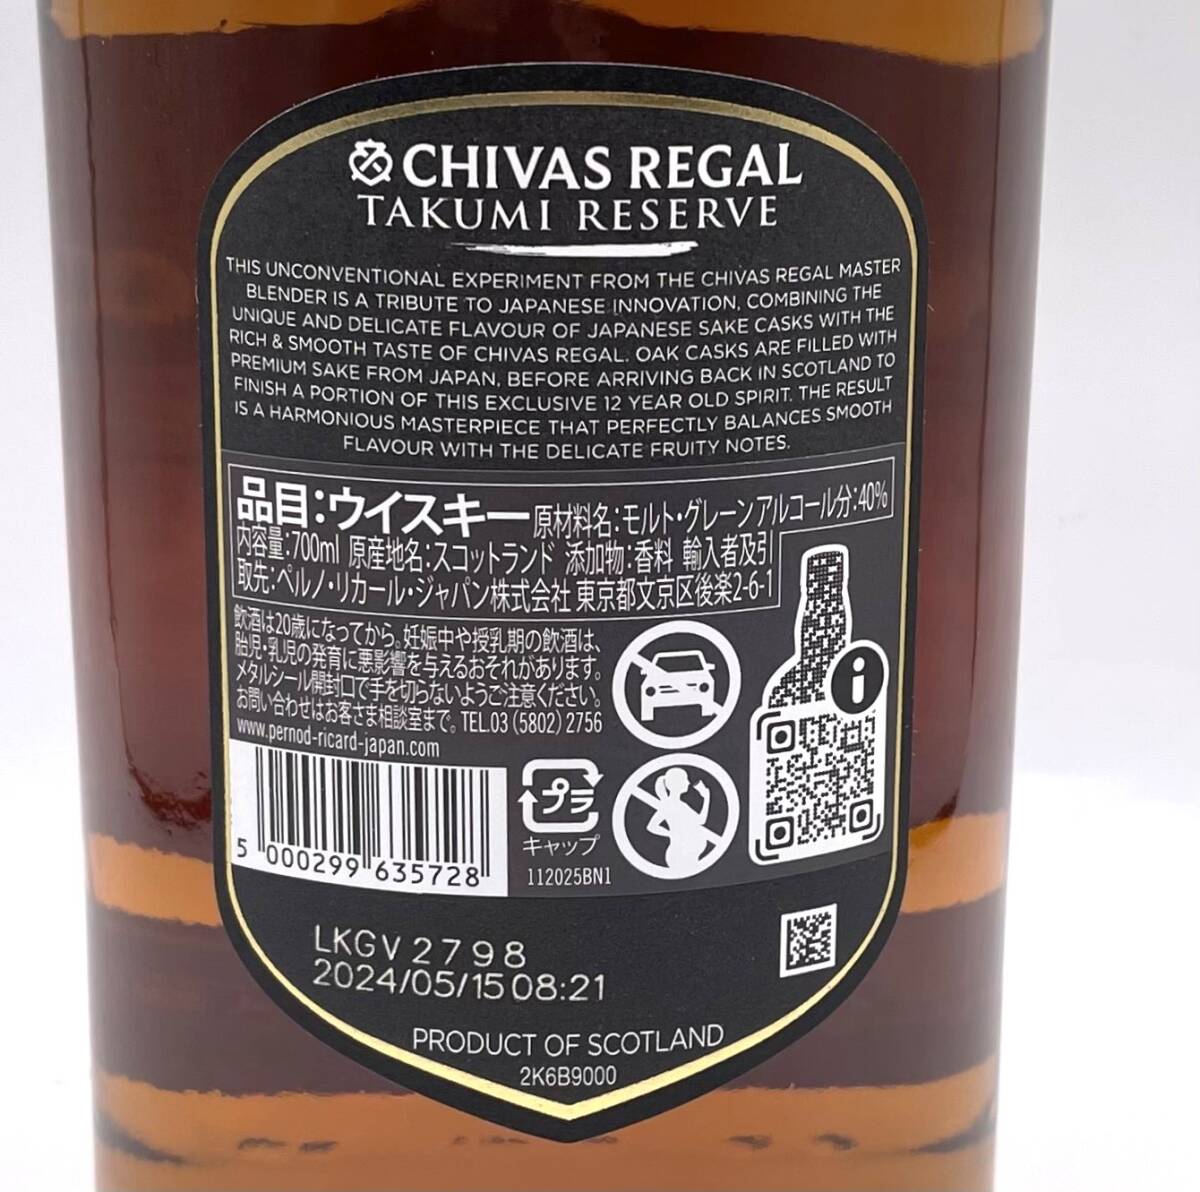 CHIVAS REGAL
TAKUMI RESERVE
THIS UNCONVENTIONAL EXPERIMENT FROM THE CHIVAS REGAL MASTER
BLENDER IS A TRIBUTE TO JAPANESE INNOVATION, COMBINING THE
UNIQUE AND DELICATE FLAVOUR OF JAPANESE SAKE CASKS WITH THE
RICH & SMOOTH TASTE OF CHIVAS REGAL. OAK CASKS ARE FILLED WITH
PREMIUM SAKE FROM JAPAN, BEFORE ARRIVING BACK IN SCOTLAND TO
FINISH A PORTION OF THIS EXCLUSIVE 12 YEAR OLD SPIRIT. THE RESULT
IS A HARMONIOUS MASTERPIECE THAT PERFECTLY BALANCES SMOOTH
FLAVOUR WITH THE DELICATE FRUITY NOTES.
品目:ウイスキー 原材料名:モルト・グレーン アルコール分:40%
内容量:700ml 原産地名:スコットランド 添加物:香料 輸入者及引
取先:ペルノ・リカール・ジャパン株式会社 東京都文京区後楽2-6-1
飲酒は20歳になってから。妊娠中や授乳期の飲酒は、
胎児・乳児の発育に悪影響を与えるおそれがあります。
メタルシール開封口で手を切らないようご注意ください。
お問い合わせはお客さま相談室まで。TEL.03 (5802) 2756
www.pernod-ricard-japan.com
5 000299 635728
プラ
キャップ
112025BN1
i
LKGV2798
2024/05/15 08:21
PRODUCT OF SCOTLAND
2K6B9000